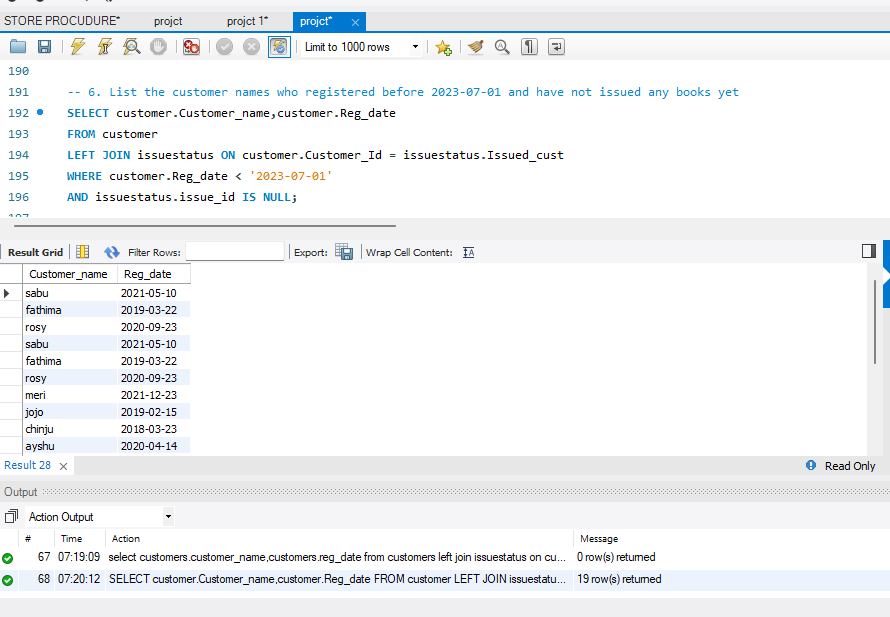 STORE PROCUDURE* projct projct 1* projct*
Limit to 1000 rows
190
191 -- 6. List the customer names who registered before 2023-07-01 and have not issued any books yet
192 SELECT customer.Customer_name,customer.Reg_date
193 FROM customer
194 LEFT JOIN issuestatus ON customer.Customer_Id = issuestatus.Issued_cust
195 WHERE customer.Reg_date < '2023-07-01'
196 AND issuestatus.issue_id IS NULL;
Result Grid Filter Rows: Export: Wrap Cell Content:
Customer_name Reg_date
sabu 2021-05-10
fathima 2019-03-22
rosy 2020-09-23
sabu 2021-05-10
fathima 2019-03-22
rosy 2020-09-23
meri 2021-12-23
jojo 2019-02-15
chinju 2018-03-23
ayshu 2020-04-14
Result 28 Read Only
Output
Action Output
# Time Action Message
67 07:19:09 select customers.customer_name,customers.reg_date from customers left join issuestatus on cu... 0 row(s) returned
68 07:20:12 SELECT customer.Customer_name,customer.Reg_date FROM customer LEFT JOIN issuestatu... 19 row(s) returned